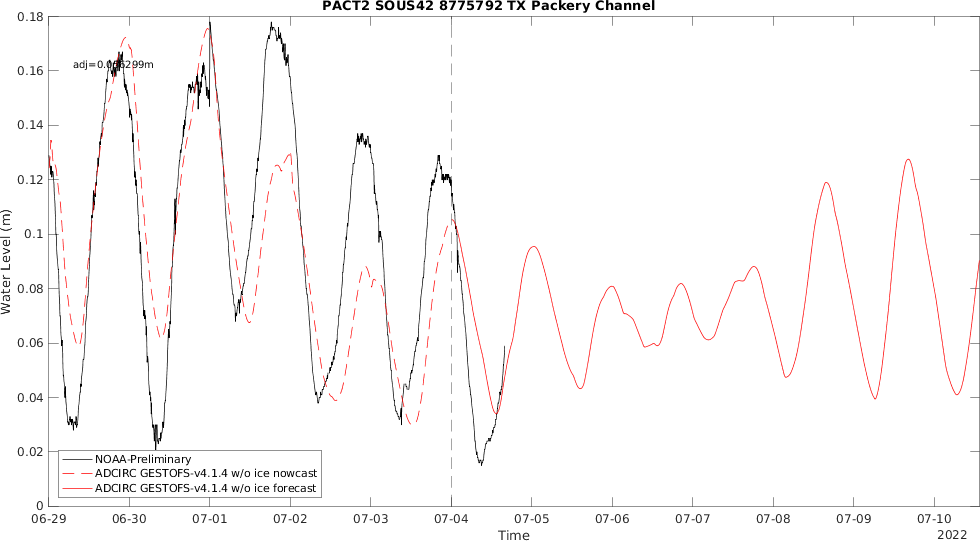 PACT2 SOUS42 8775792 TX Packery Channel
0.18
0.16
0.14
0.12
0.1
0.08
0.06
0.04
0.02
0
Water Level (m)
NOAA-Preliminary
ADCIRC GESTOFS-v4.1.4 w/o ice nowcast
ADCIRC GESTOFS-v4.1.4 w/o ice forecast
06-29 06-30 07-01 07-02 07-03 07-04 07-05 07-06 07-07 07-08 07-09 07-10
Time
2022